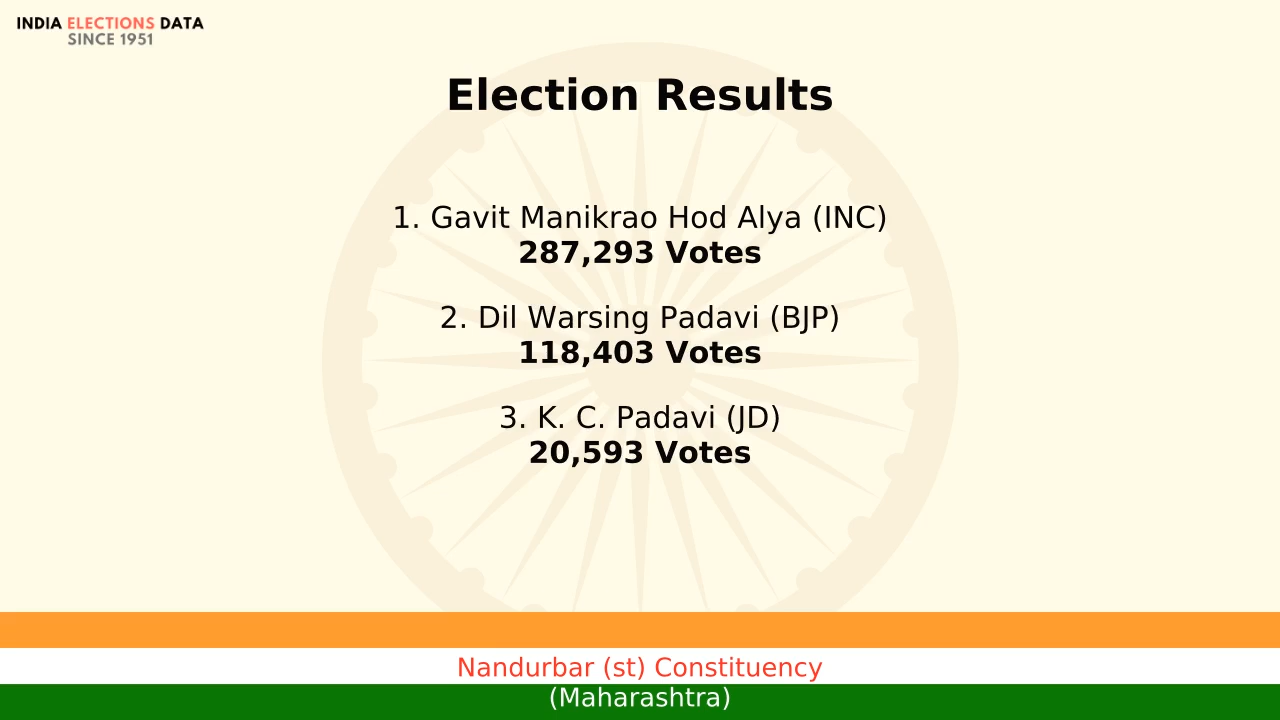 INDIA ELECTIONS DATA
SINCE 1951
Election Results
1. Gavit Manikrao Hod Alya (INC)
287,293 Votes
2. Dil Warsing Padavi (BJP)
118,403 Votes
3. K. C. Padavi (JD)
20,593 Votes
Nandurbar (st) Constituency
(Maharashtra)